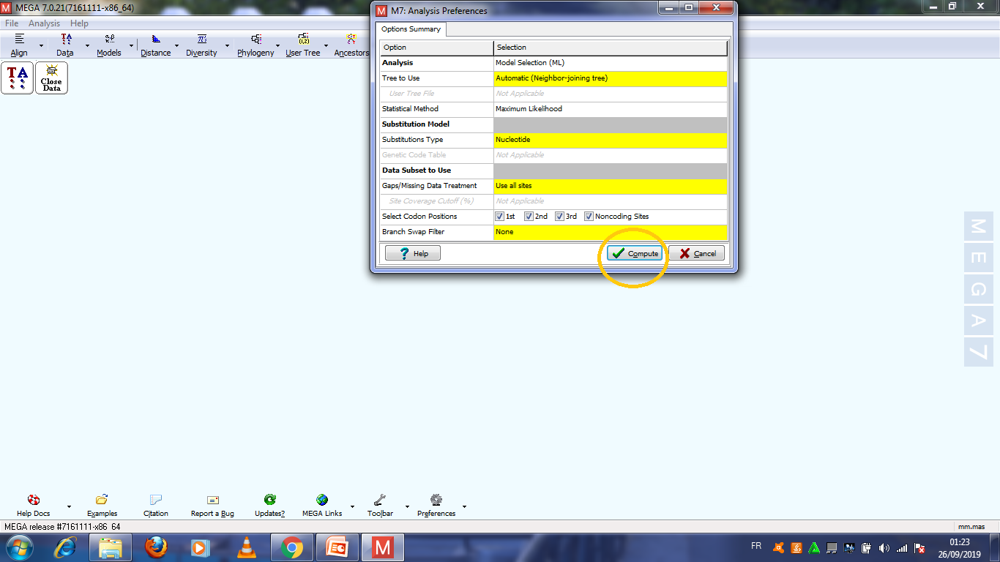 MEGA 7.0.21(7161111-x86_64)
File Analysis Help
Align Data Models Distance Diversity Phylogeny User Tree Ancestors
TA
TA Close Data
M7: Analysis Preferences
Options Summary
Option Selection
Analysis Model Selection (ML)
Tree to Use Automatic (Neighbor-joining tree)
User Tree File Not Applicable
Statistical Method Maximum Likelihood
Substitution Model
Substitutions Type Nucleotide
Genetic Code Table Not Applicable
Data Subset to Use
Gaps/Missing Data Treatment Use all sites
Site Coverage Cutoff (%) Not Applicable
Select Codon Positions 1st 2nd 3rd Noncoding Sites
Branch Swap Filter None
? Help Compute Cancel
MEGA7
Help Docs Examples Citation Report a Bug Updates? MEGA Links Toolbar Preferences
MEGA release #7161111-x86_64 mm.mas
FR 01:23
26/09/2019